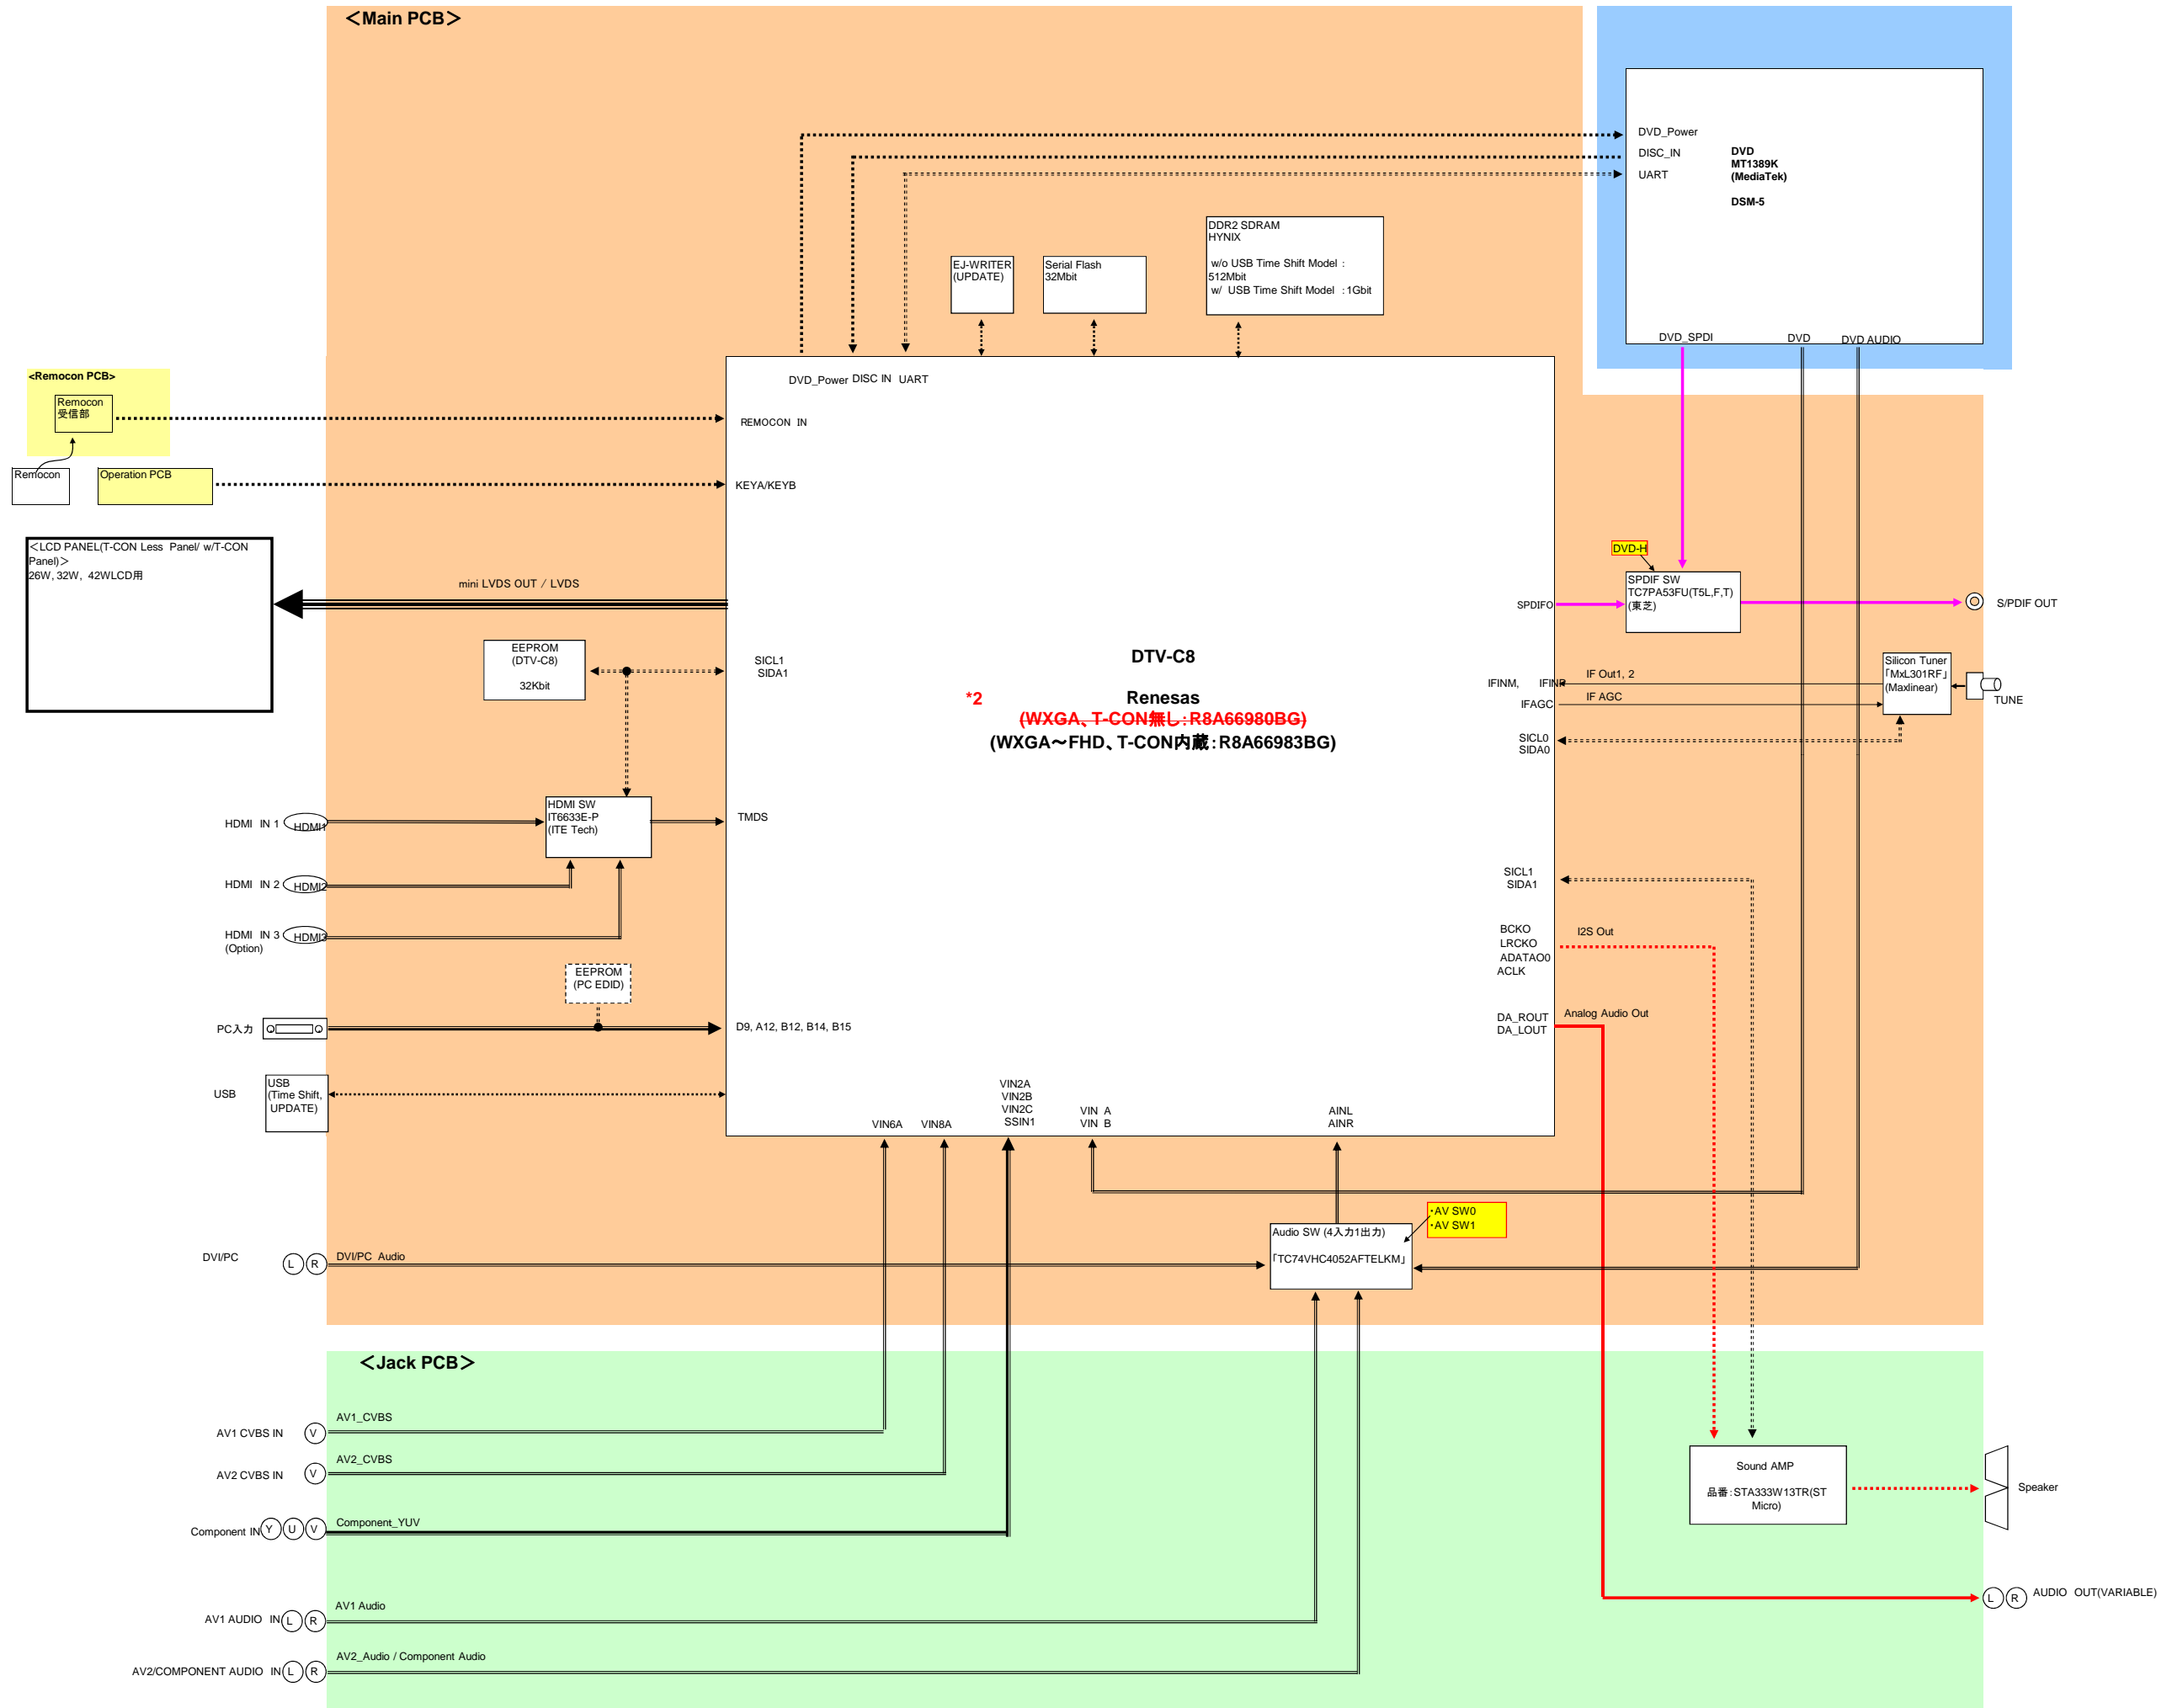 ＜Main PCB＞
DVD_Power
DISC_IN
UART
DVD
MT1389K
(MediaTek)
DSM-5
DVD_SPDI
DVD
DVD AUDIO
DDR2 SDRAM
HYNIX
w/o USB Time Shift Model :
512Mbit
w/ USB Time Shift Model : 1Gbit
EJ-WRITER
(UPDATE)
Serial Flash
32Mbit
<Remocon PCB>
Remocon
受信部
Remocon
Operation PCB
DVD_Power DISC IN UART
REMOCON IN
KEYA/KEYB
＜LCD PANEL(T-CON Less Panel/ w/T-CON
Panel)＞
26W, 32W, 42WLCD用
mini LVDS OUT / LVDS
DVD-H
SPDIF SW
TC7PA53FU(T5L,F,T)
(東芝)
SPDIFO
S/PDIF OUT
EEPROM
(DTV-C8)
32Kbit
SICL1
SIDA1
DTV-C8
*2
Renesas
(WXGA、T-CON無し:R8A66980BG)
(WXGA～FHD、T-CON内蔵:R8A66983BG)
IFINM, IFINP
IF Out1, 2
IFAGC
IF AGC
SICL0
SIDA0
Silicon Tuner
「MxL301RF」
(Maxlinear)
TUNE
HDMI IN 1
HDMI1
HDMI SW
IT6633E-P
(ITE Tech)
TMDS
HDMI IN 2
HDMI2
HDMI IN 3
(Option)
HDMI3
SICL1
SIDA1
BCKO
LRCKO
ADATAO0
ACLK
I2S Out
EEPROM
(PC EDID)
PC入力
D9, A12, B12, B14, B15
DA_ROUT
DA_LOUT
Analog Audio Out
USB
USB
(Time Shift,
UPDATE)
VIN6A
VIN8A
VIN2A
VIN2B
VIN2C
SSIN1
VIN A
VIN B
AINL
AINR
・AV SW0
・AV SW1
Audio SW (4入力1出力)
「TC74VHC4052AFTELKM」
DVI/PC
L R
DVI/PC Audio
＜Jack PCB＞
AV1 CVBS IN
V
AV1_CVBS
AV2 CVBS IN
V
AV2_CVBS
Component IN
Y U V
Component_YUV
Sound AMP
品番:STA333W13TR(ST
Micro)
Speaker
AV1 AUDIO IN
L R
AV1 Audio
L R
AUDIO OUT(VARIABLE)
AV2/COMPONENT AUDIO IN
L R
AV2_Audio / Component Audio